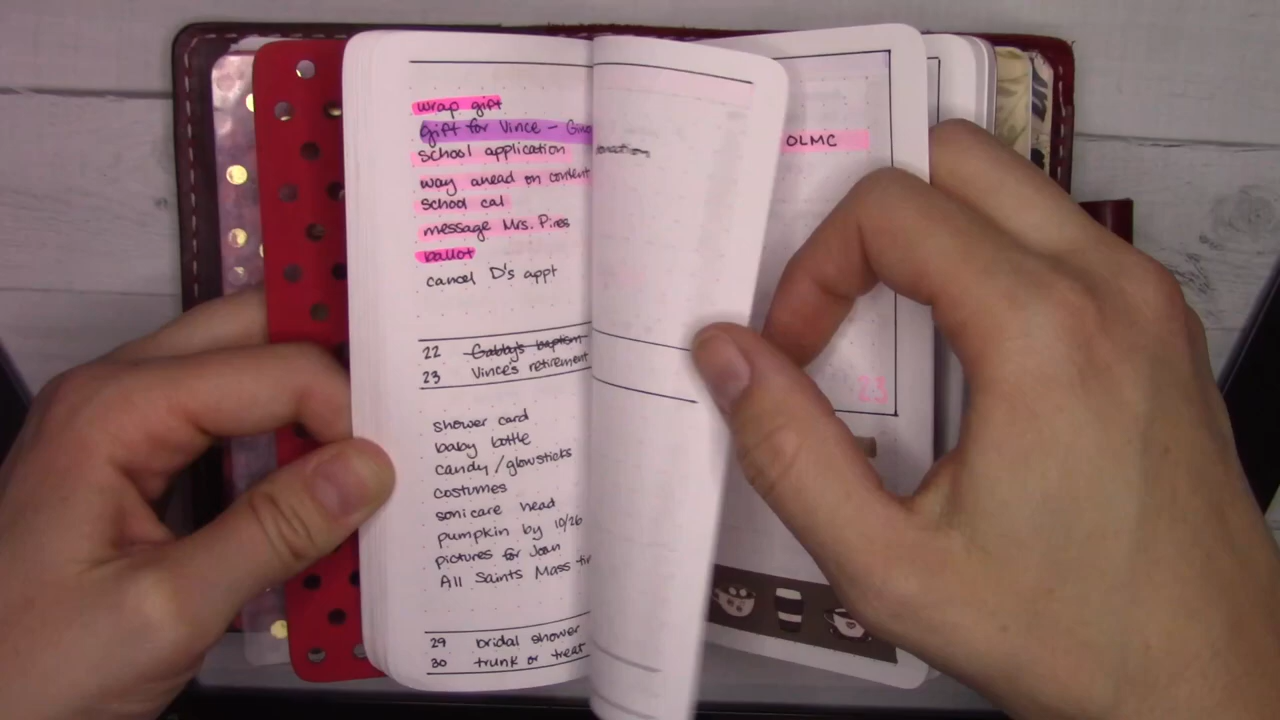 wrap gift
gift for Vince - Gino
school application
way ahead on content
school cal
message Mrs. Pires
ballot
cancel D's appt
22 Gabby's baptism
23 Vince's retirement
shower card
baby bottle
candy/glowsticks
costumes
sonicare head
pumpkin by 10/26
pictures for Joan
All Saints Mass
29 bridal shower
30 trunk or treat
OLMC
23